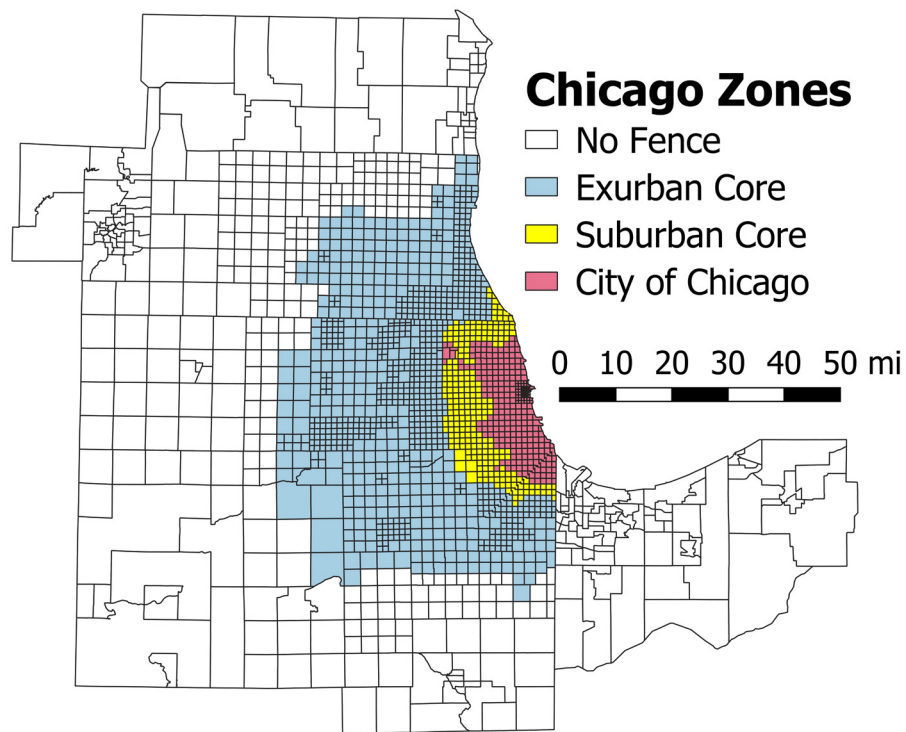 Chicago Zones
No Fence
Exurban Core
Suburban Core
City of Chicago
0 10 20 30 40 50 mi